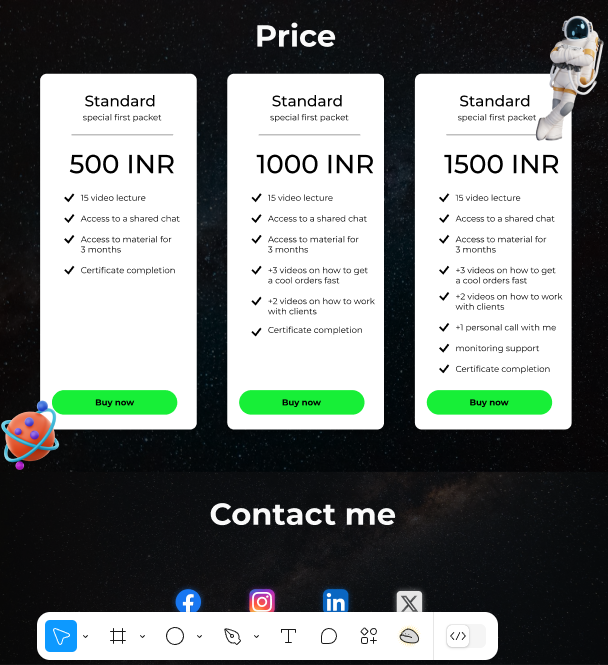 Price
Standard
special first packet
500 INR
15 video lecture
Access to a shared chat
Access to material for
3 months
Certificate completion
Buy now
Standard
special first packet
1000 INR
15 video lecture
Access to a shared chat
Access to material for
3 months
+3 videos on how to get
a cool orders fast
+2 videos on how to work
with clients
Certificate completion
Buy now
Standard
special first packet
1500 INR
15 video lecture
Access to a shared chat
Access to material for
3 months
+3 videos on how to get
a cool orders fast
+2 videos on how to work
with clients
+1 personal call with me
monitoring support
Certificate completion
Buy now
Contact me